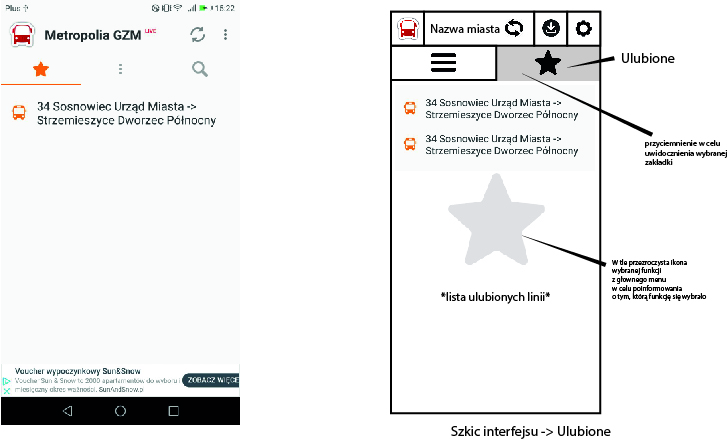 Plus
15:22
Metropolia GZM LIVE
34 Sosnowiec Urząd Miasta ->
Strzemieszyce Dworzec Północny
Voucher wypoczynkowy Sun&Snow
Voucher Sun & Snow to 2000 apartamentów do wyboru i
miesięczny okres ważności. SunAndSnow.pl
ZOBACZ WIĘCE
Nazwa miasta
Ulubione
34 Sosnowiec Urząd Miasta ->
Strzemieszyce Dworzec Północny
34 Sosnowiec Urząd Miasta ->
Strzemieszyce Dworzec Północny
przyciemnienie w celu
uwidocznienia wybranej
zakładki
W tle przezroczysta ikona
wybranej funkcji
z głownego menu
w celu poinformowania
o tym, którą funkcję się wybrało
*lista ulubionych linii*
Szkic interfejsu -> Ulubione